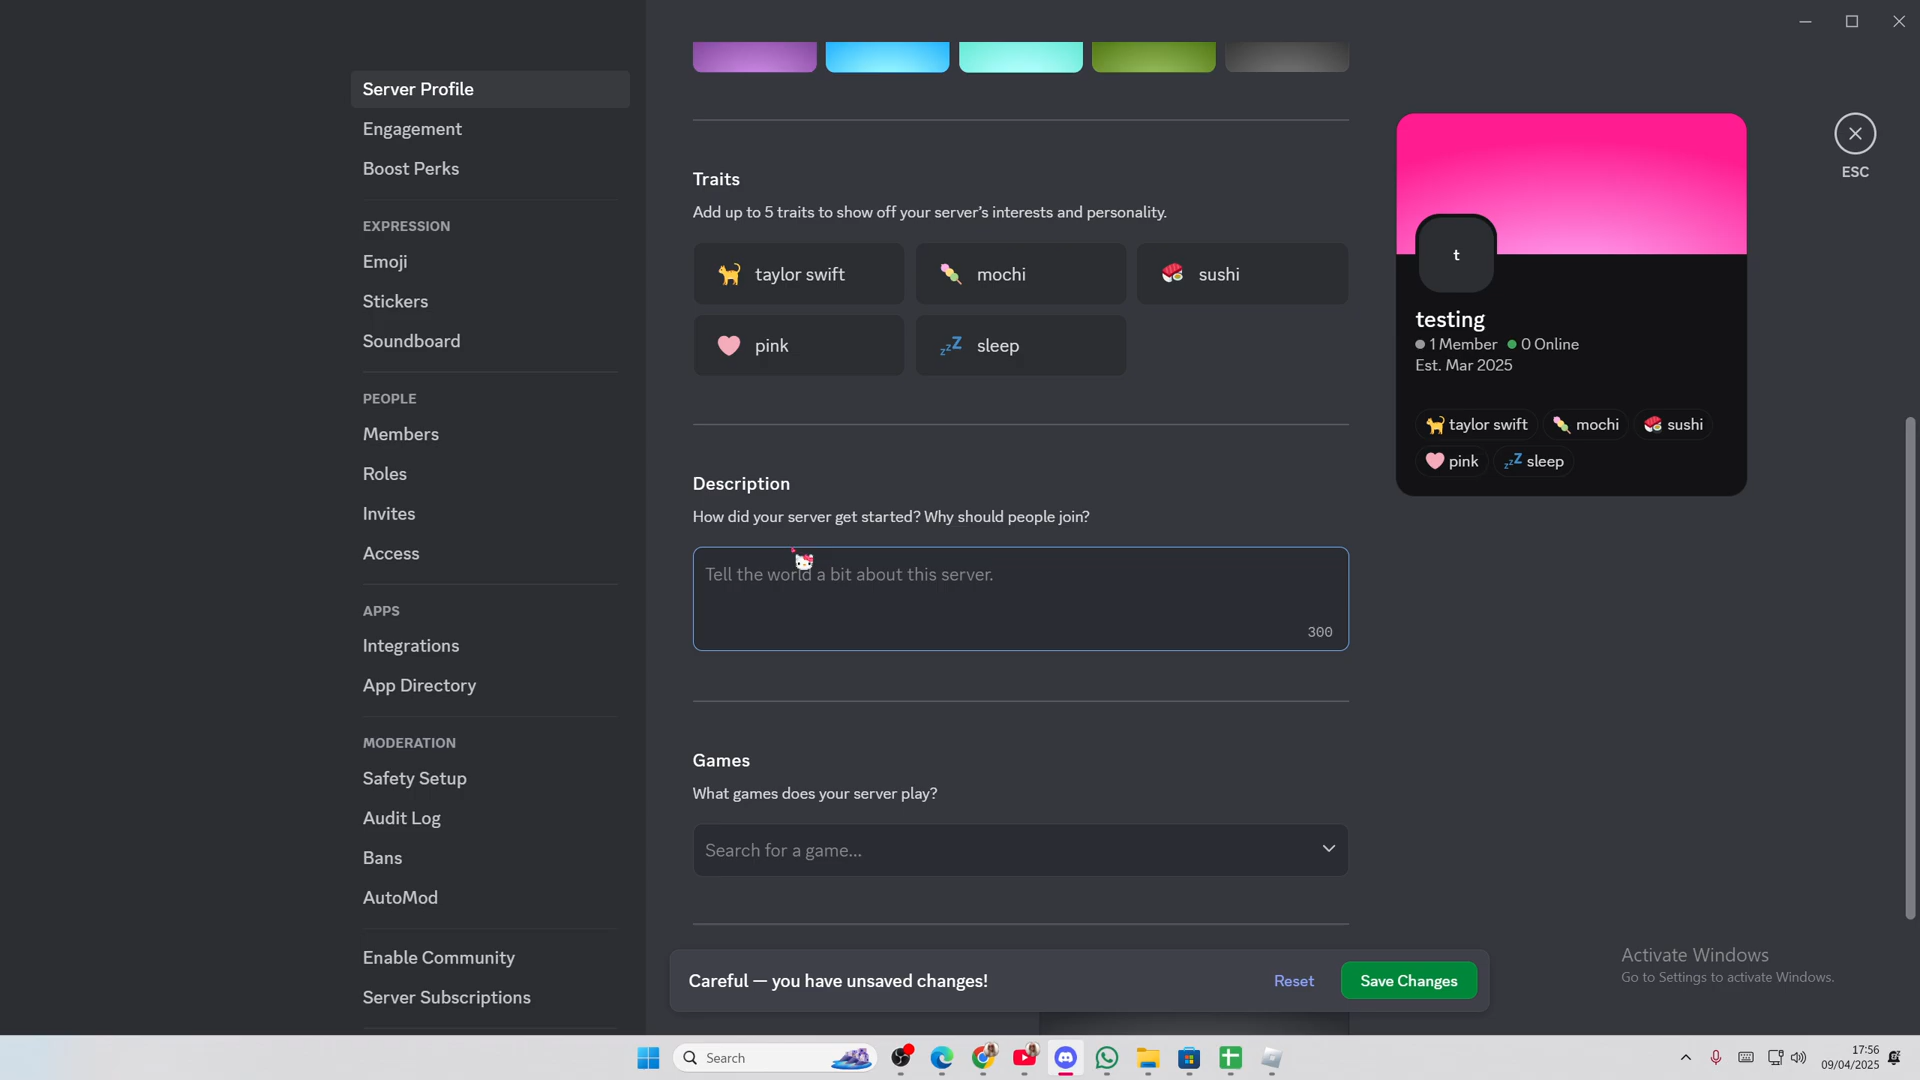 Server Profile
Engagement
Boost Perks
EXPRESSION
Emoji
Stickers
Soundboard
PEOPLE
Members
Roles
Invites
Access
APPS
Integrations
App Directory
MODERATION
Safety Setup
Audit Log
Bans
AutoMod
Enable Community
Server Subscriptions
Traits
Add up to 5 traits to show off your server's interests and personality.
taylor swift
mochi
sushi
pink
sleep
Description
How did your server get started? Why should people join?
Tell the world a bit about this server.
300
Games
What games does your server play?
Search for a game...
Careful — you have unsaved changes!
Reset
Save Changes
t
testing
1 Member 0 Online
Est. Mar 2025
taylor swift mochi sushi
pink sleep
ESC
Activate Windows
Go to Settings to activate Windows.
Search
17:56
09/04/2025